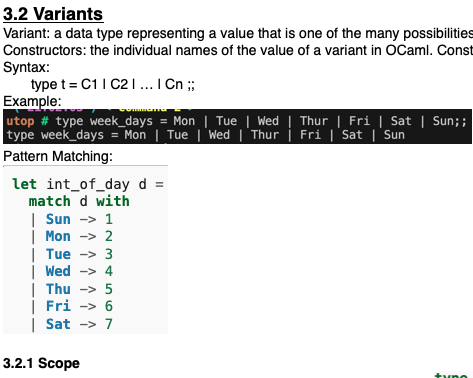 3.2 Variants
Variant: a data type representing a value that is one of the many possibilities
Constructors: the individual names of the value of a variant in OCaml. Const
Syntax:
type t = C1 | C2 | ... | Cn ;;
Example:
utop # type week_days = Mon | Tue | Wed | Thur | Fri | Sat | Sun;;
type week_days = Mon | Tue | Wed | Thur | Fri | Sat | Sun
Pattern Matching:
let int_of_day d =
match d with
| Sun -> 1
| Mon -> 2
| Tue -> 3
| Wed -> 4
| Thu -> 5
| Fri -> 6
| Sat -> 7
3.2.1 Scope